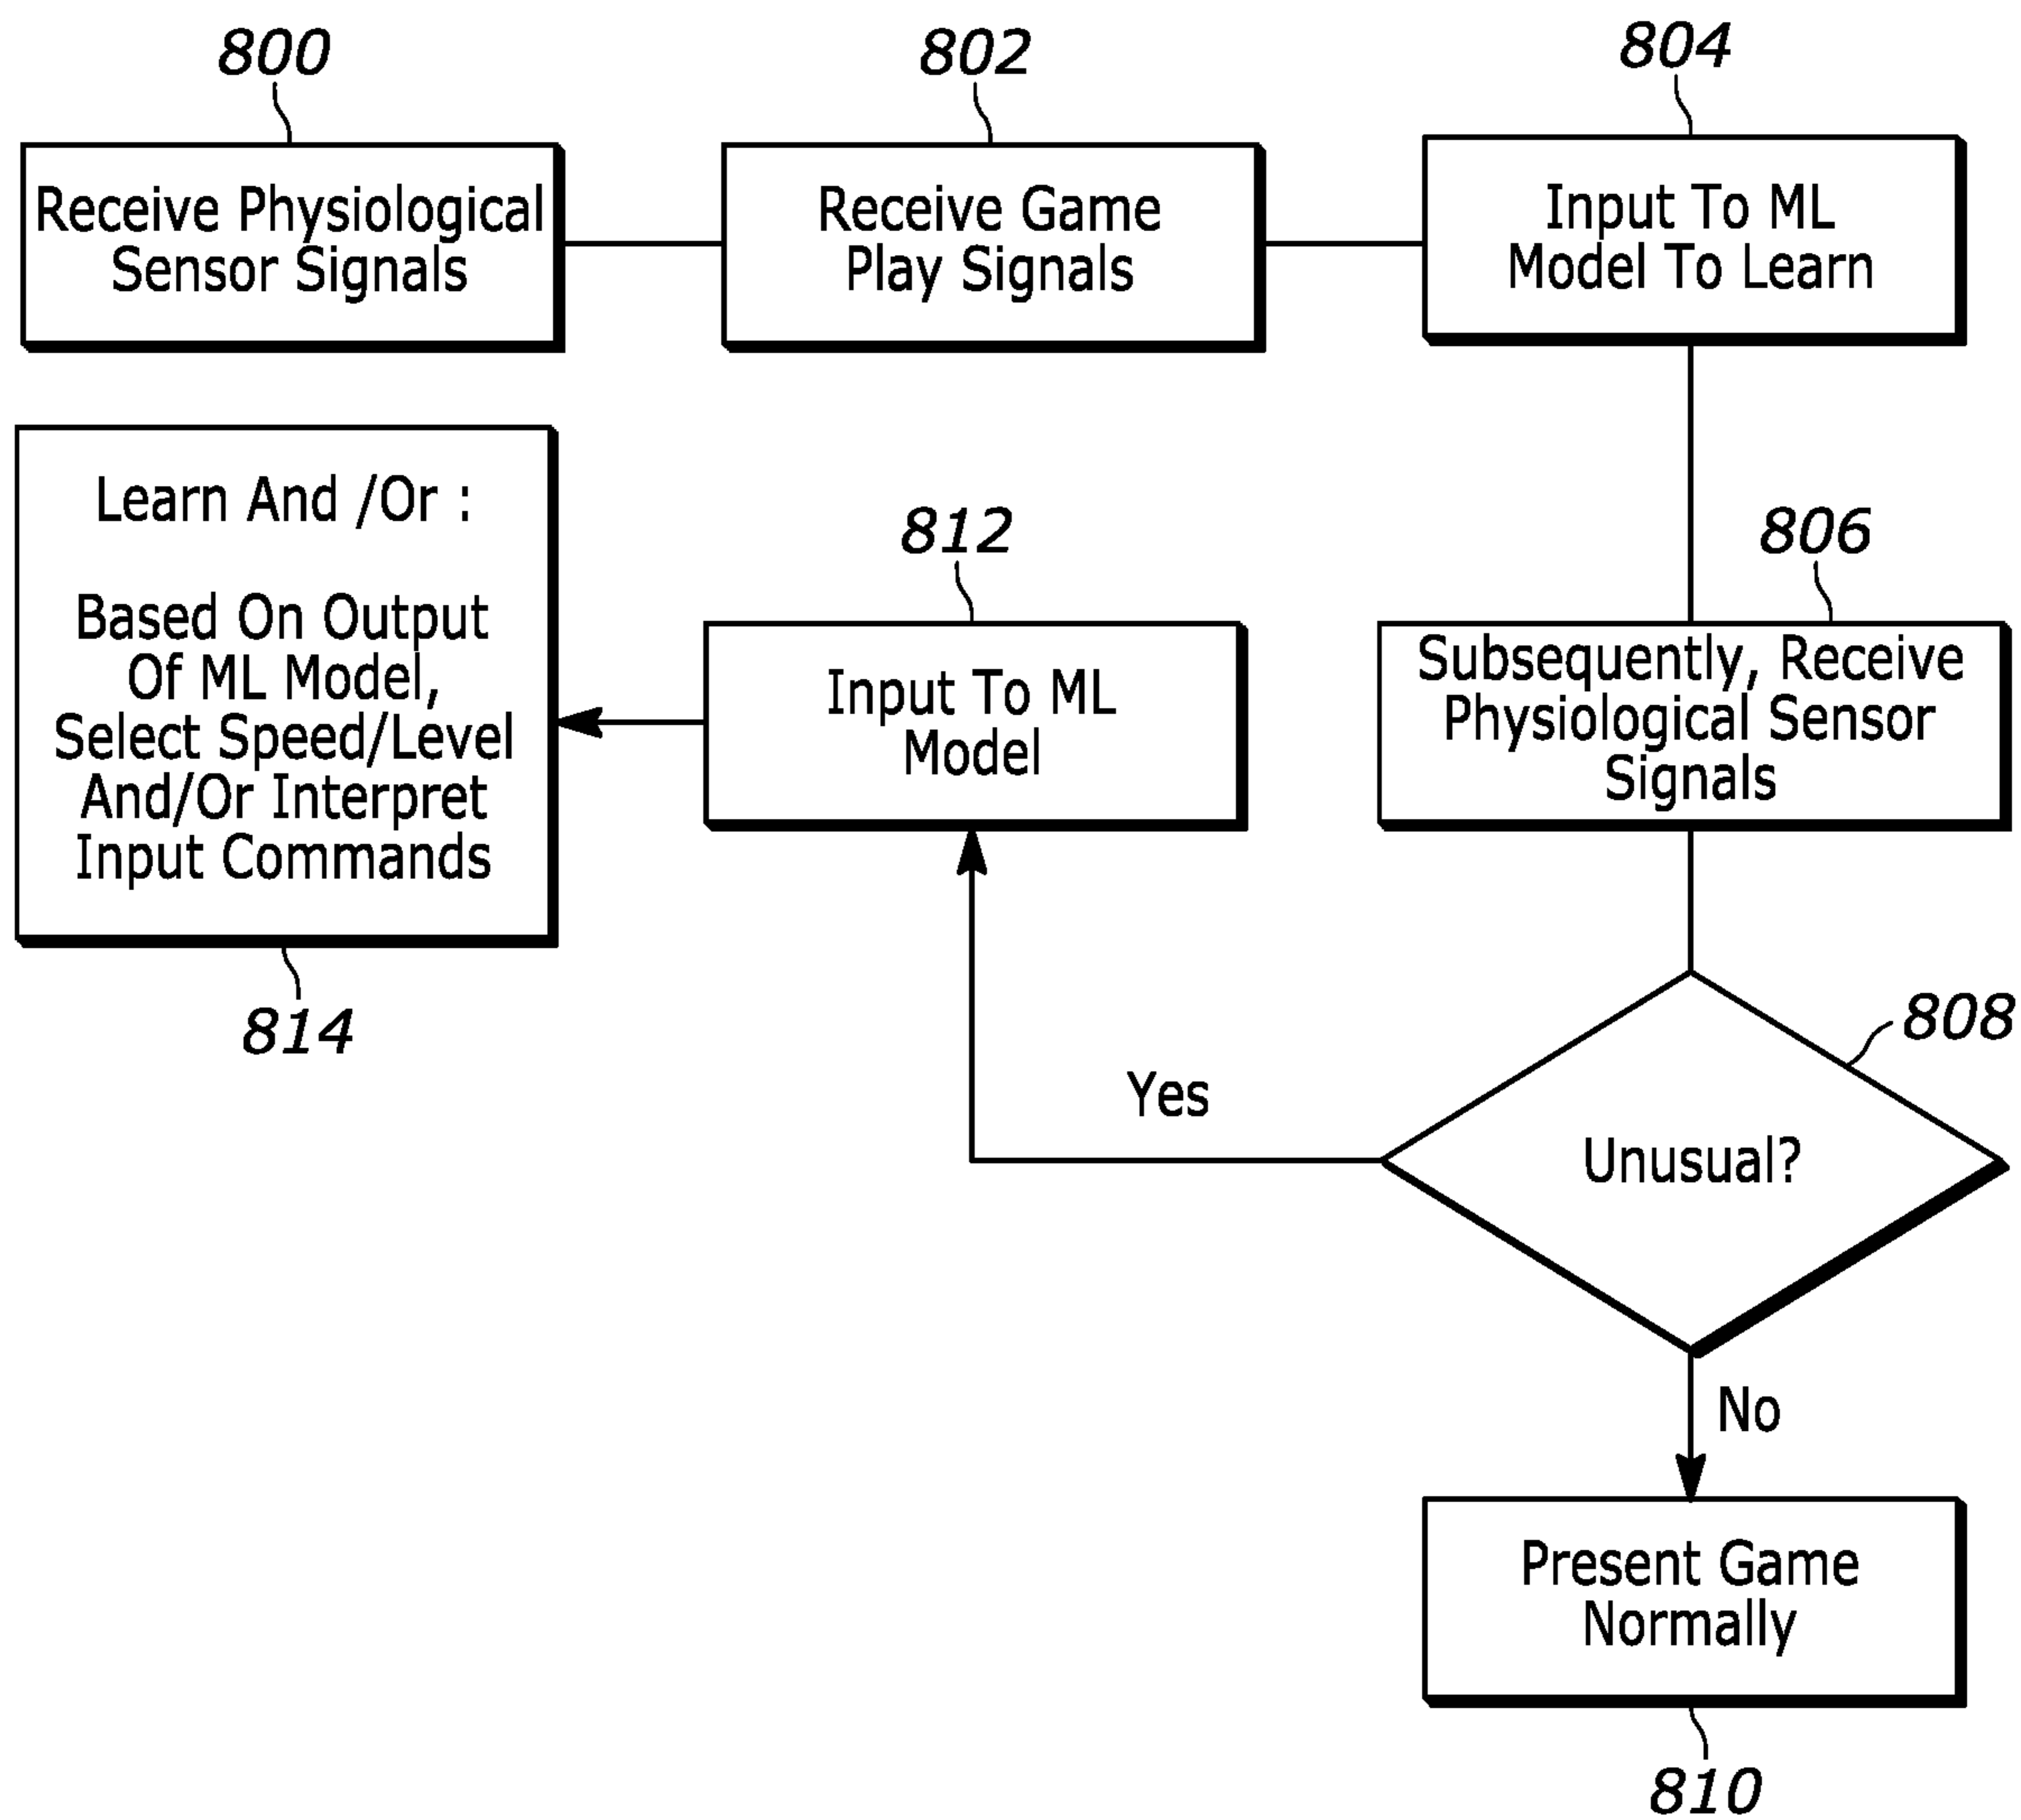 800
Receive Physiological
Sensor Signals
802
Receive Game
Play Signals
804
Input To ML
Model To Learn
806
Subsequently, Receive
Physiological Sensor
Signals
808
Unusual?
Yes
No
Present Game
Normally
810
812
Input To ML
Model
Learn And /Or :
Based On Output
Of ML Model,
Select Speed/Level
And/Or Interpret
Input Commands
814